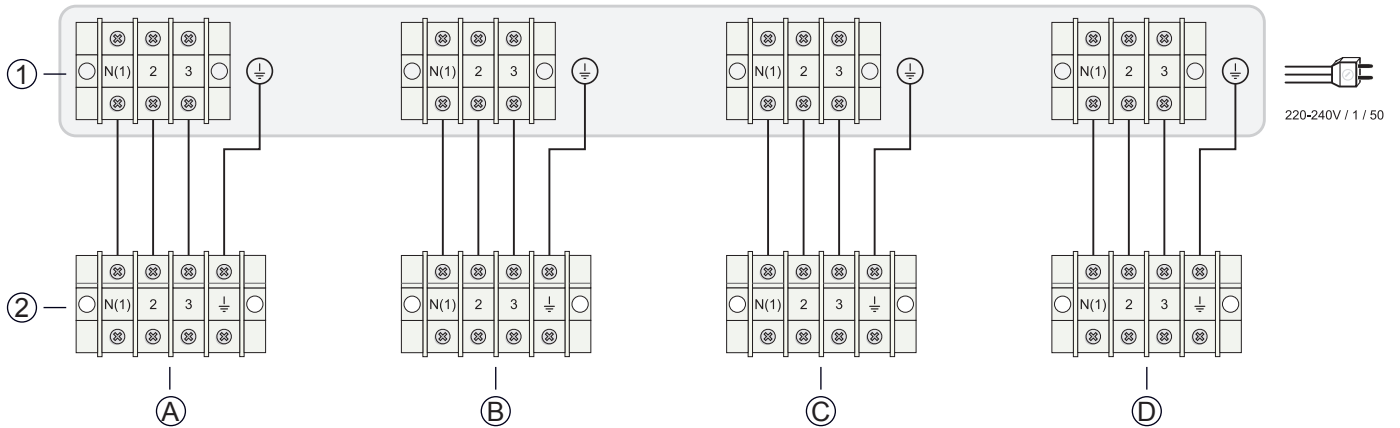 ① N(1) 2 3 N(1) 2 3 N(1) 2 3 N(1) 2 3
220-240V / 1 / 50
② N(1) 2 3 N(1) 2 3 N(1) 2 3 N(1) 2 3
Ⓐ Ⓑ Ⓒ Ⓓ